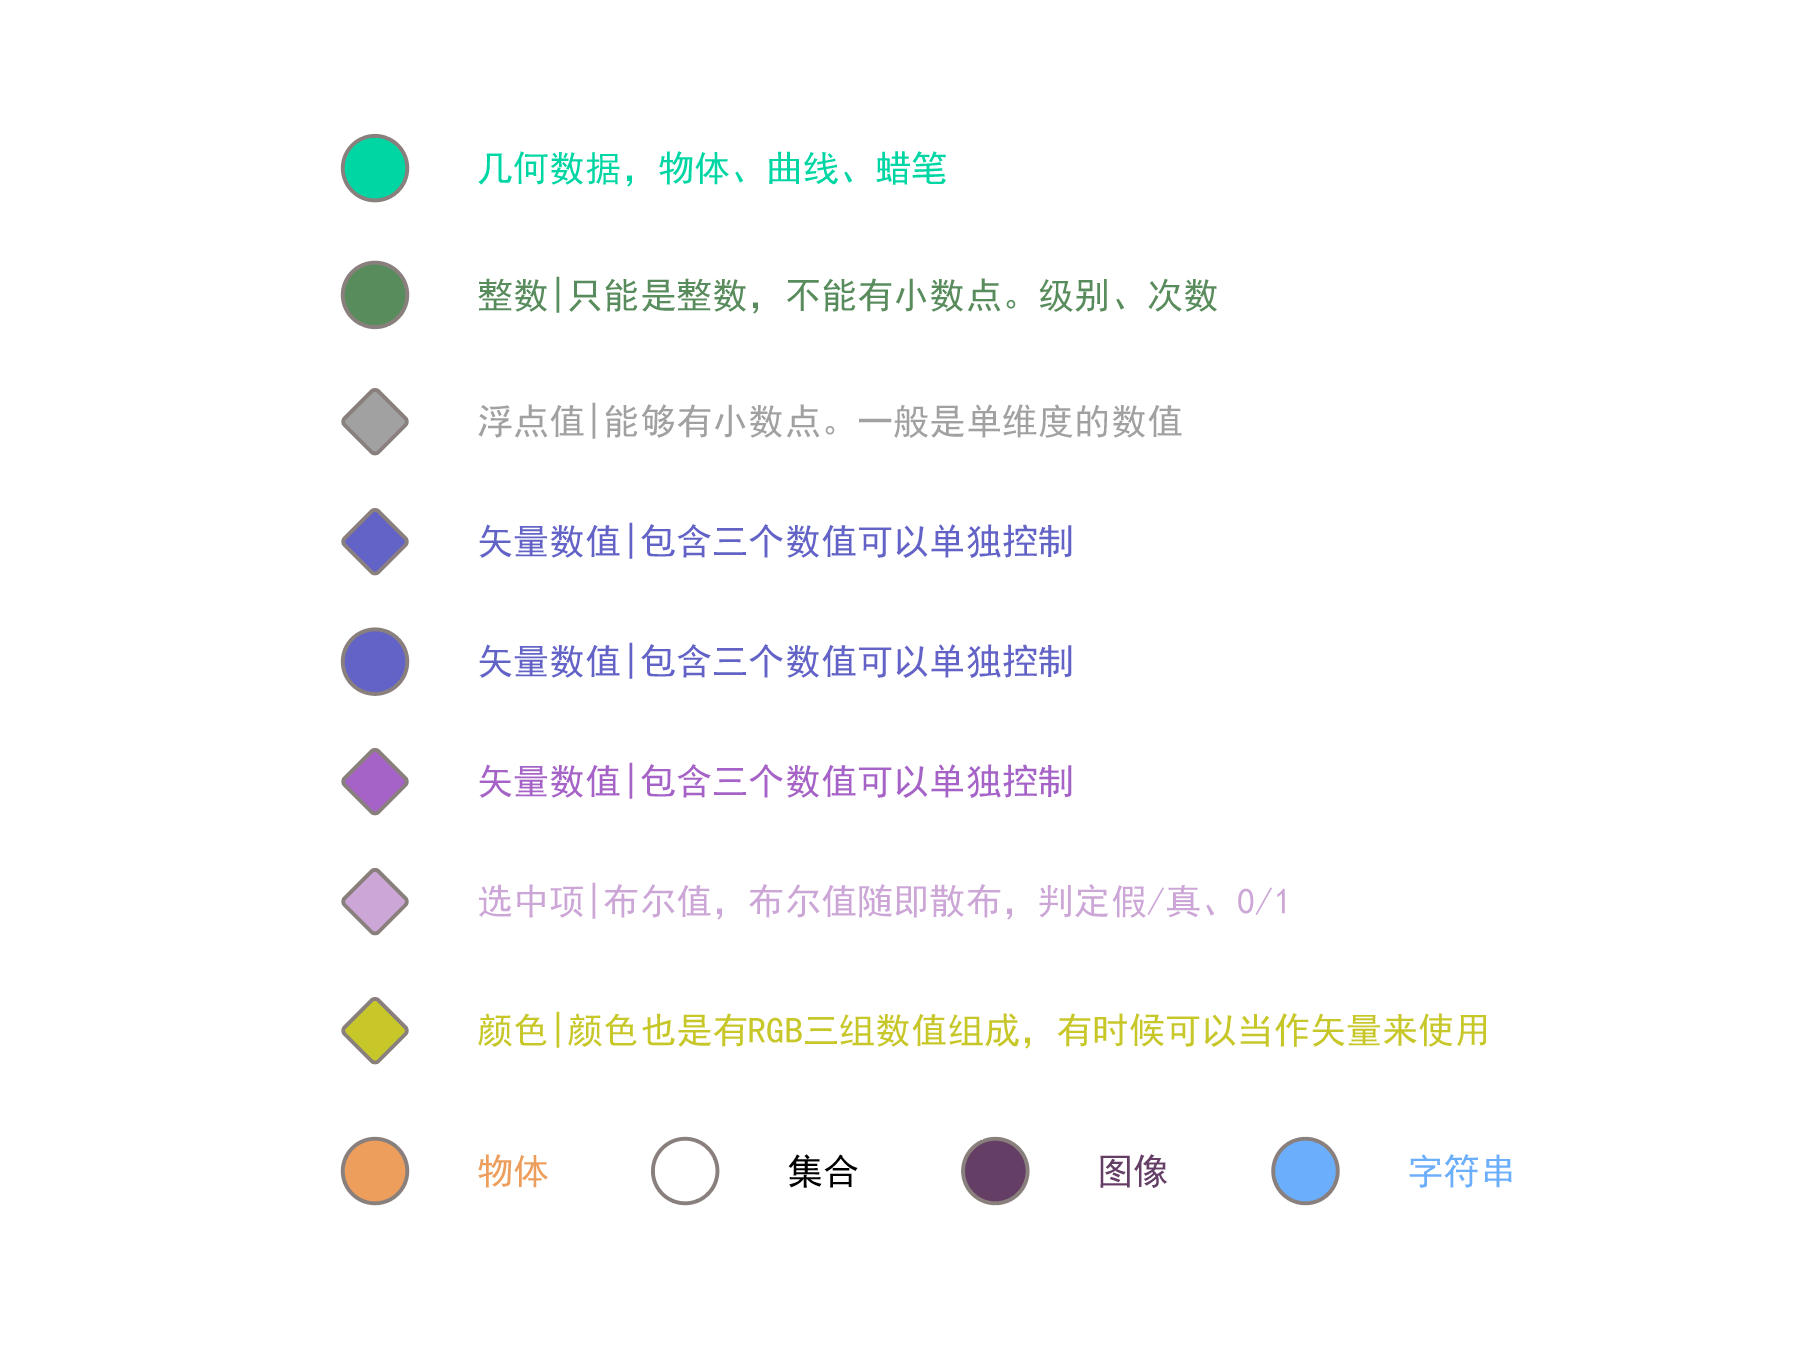 几何数据，物体、曲线、蜡笔
整数|只能是整数，不能有小数点。级别、次数
浮点值|能够有小数点。一般是单维度的数值
矢量数值|包含三个数值可以单独控制
矢量数值|包含三个数值可以单独控制
矢量数值|包含三个数值可以单独控制
选中项|布尔值，布尔值随即散布，判定假/真、0/1
颜色|颜色也是有RGB三组数值组成，有时候可以当作矢量来使用
物体 集合 图像 字符串